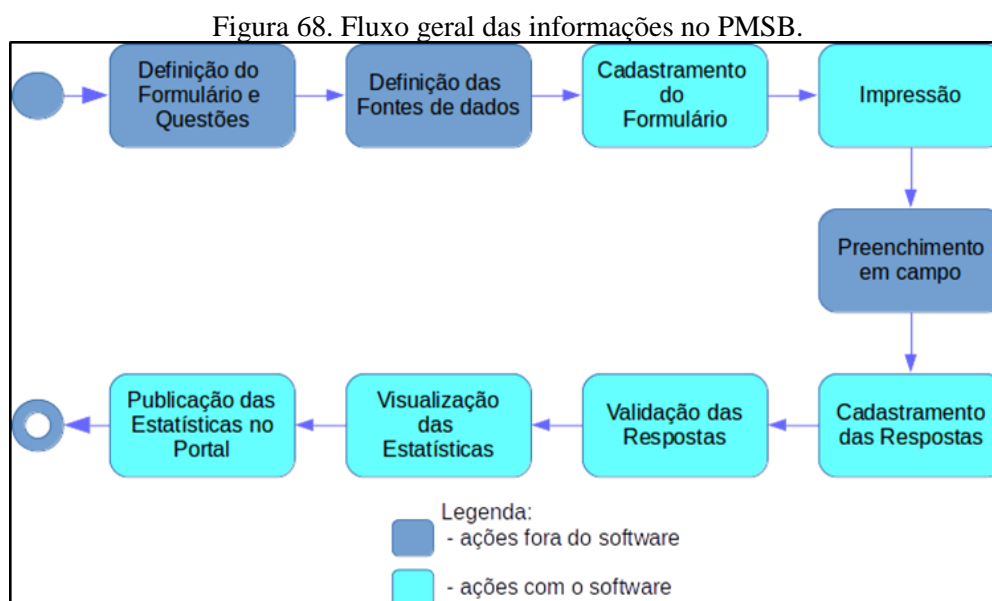 Figura 68. Fluxo geral das informações no PMSB.
Definição do
Formulário e
Questões
Definição das
Fontes de dados
Cadastramento
do
Formulário
Impressão
Preenchimento
em campo
Cadastramento
das Respostas
Validação das
Respostas
Visualização
das
Estatísticas
Publicação das
Estatísticas no
Portal
Legenda:
- ações fora do software
- ações com o software